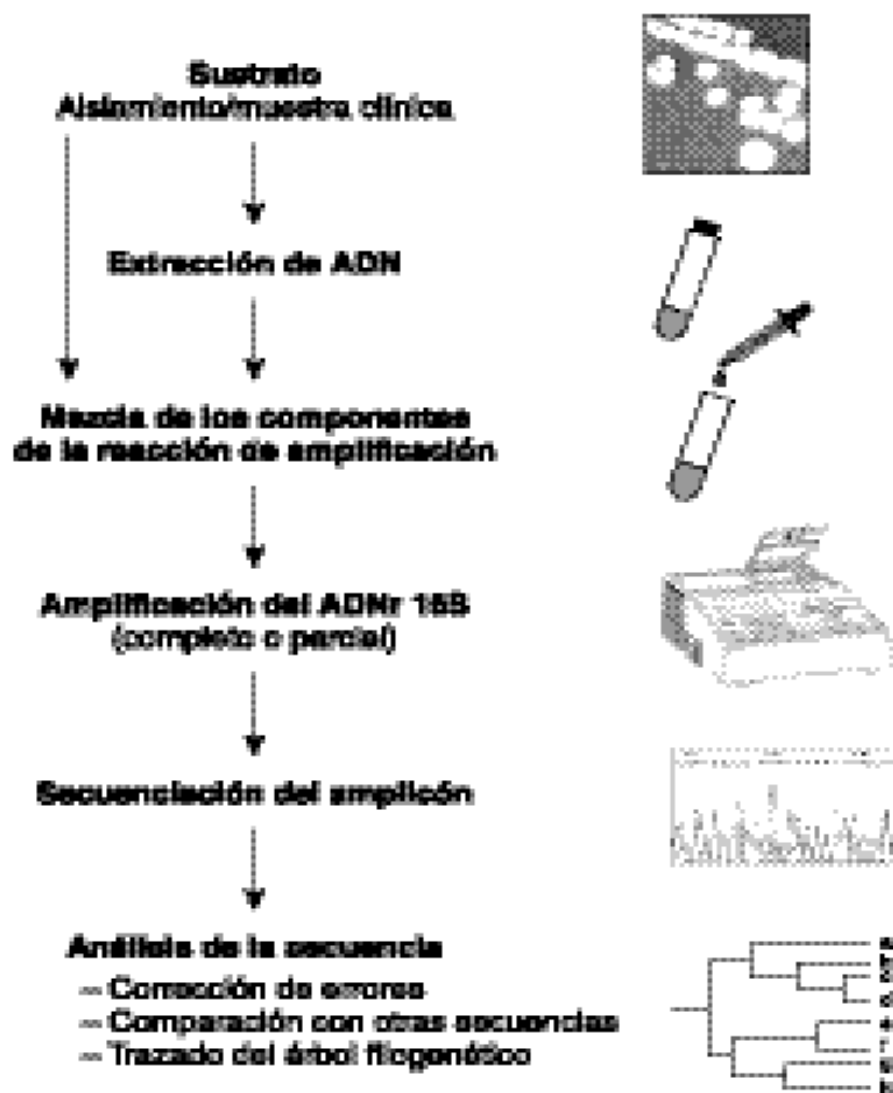 Sustrato
Aislamiento/muestra clínica
Extracción de ADN
Mezcla de los componentes
de la reacción de amplificación
Amplificación del ADNr 16S
(completo o parcial)
Secuenciación del amplicón
Análisis de la secuencia
– Corrección de errores
– Comparación con otras secuencias
– Trazado del árbol filogenético
a
b
c
d
e